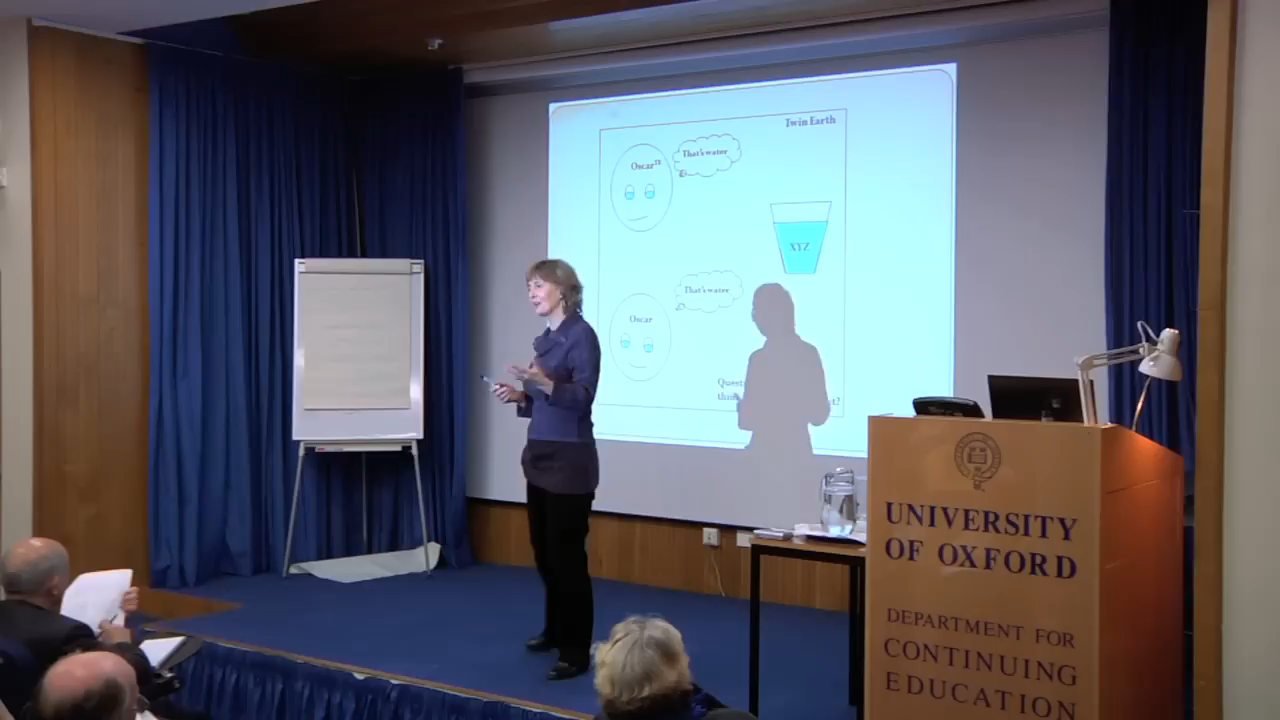 Twin Earth
Oscar
That's water
XYZ
That's water
Oscar
UNIVERSITY
OF OXFORD
DEPARTMENT FOR
CONTINUING
EDUCATION